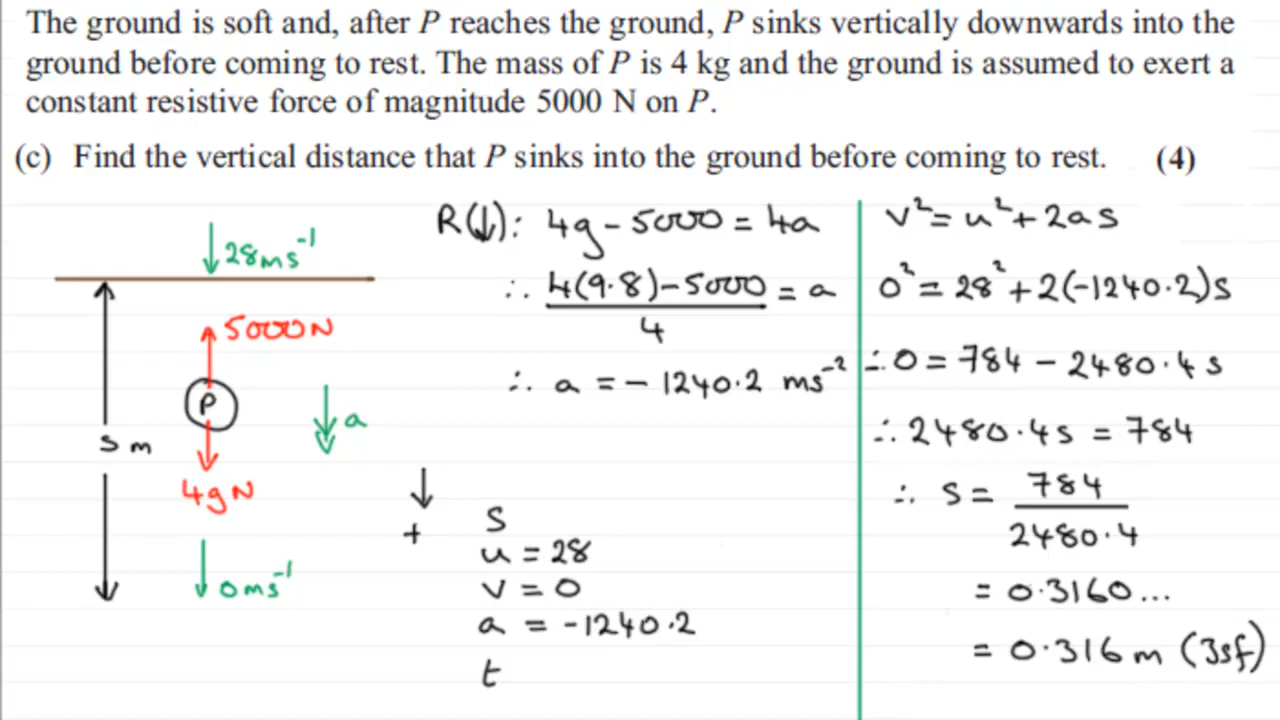 The ground is soft and, after P reaches the ground, P sinks vertically downwards into the
ground before coming to rest. The mass of P is 4 kg and the ground is assumed to exert a
constant resistive force of magnitude 5000 N on P.
(c) Find the vertical distance that P sinks into the ground before coming to rest. (4)
↓28ms⁻¹
5000N
P
a
s m
4gN
↓0ms⁻¹
R(↓): 4g - 5000 = 4a
∴ (4(9·8) - 5000)/4 = a
∴ a = -1240·2 ms⁻²
↓
+
s
u = 28
v = 0
a = -1240·2
t
v² = u² + 2as
0² = 28² + 2(-1240·2)s
∴ 0 = 784 - 2480·4s
∴ 2480·4s = 784
∴ s = 784/2480·4
= 0·3160...
= 0·316m (3sf)